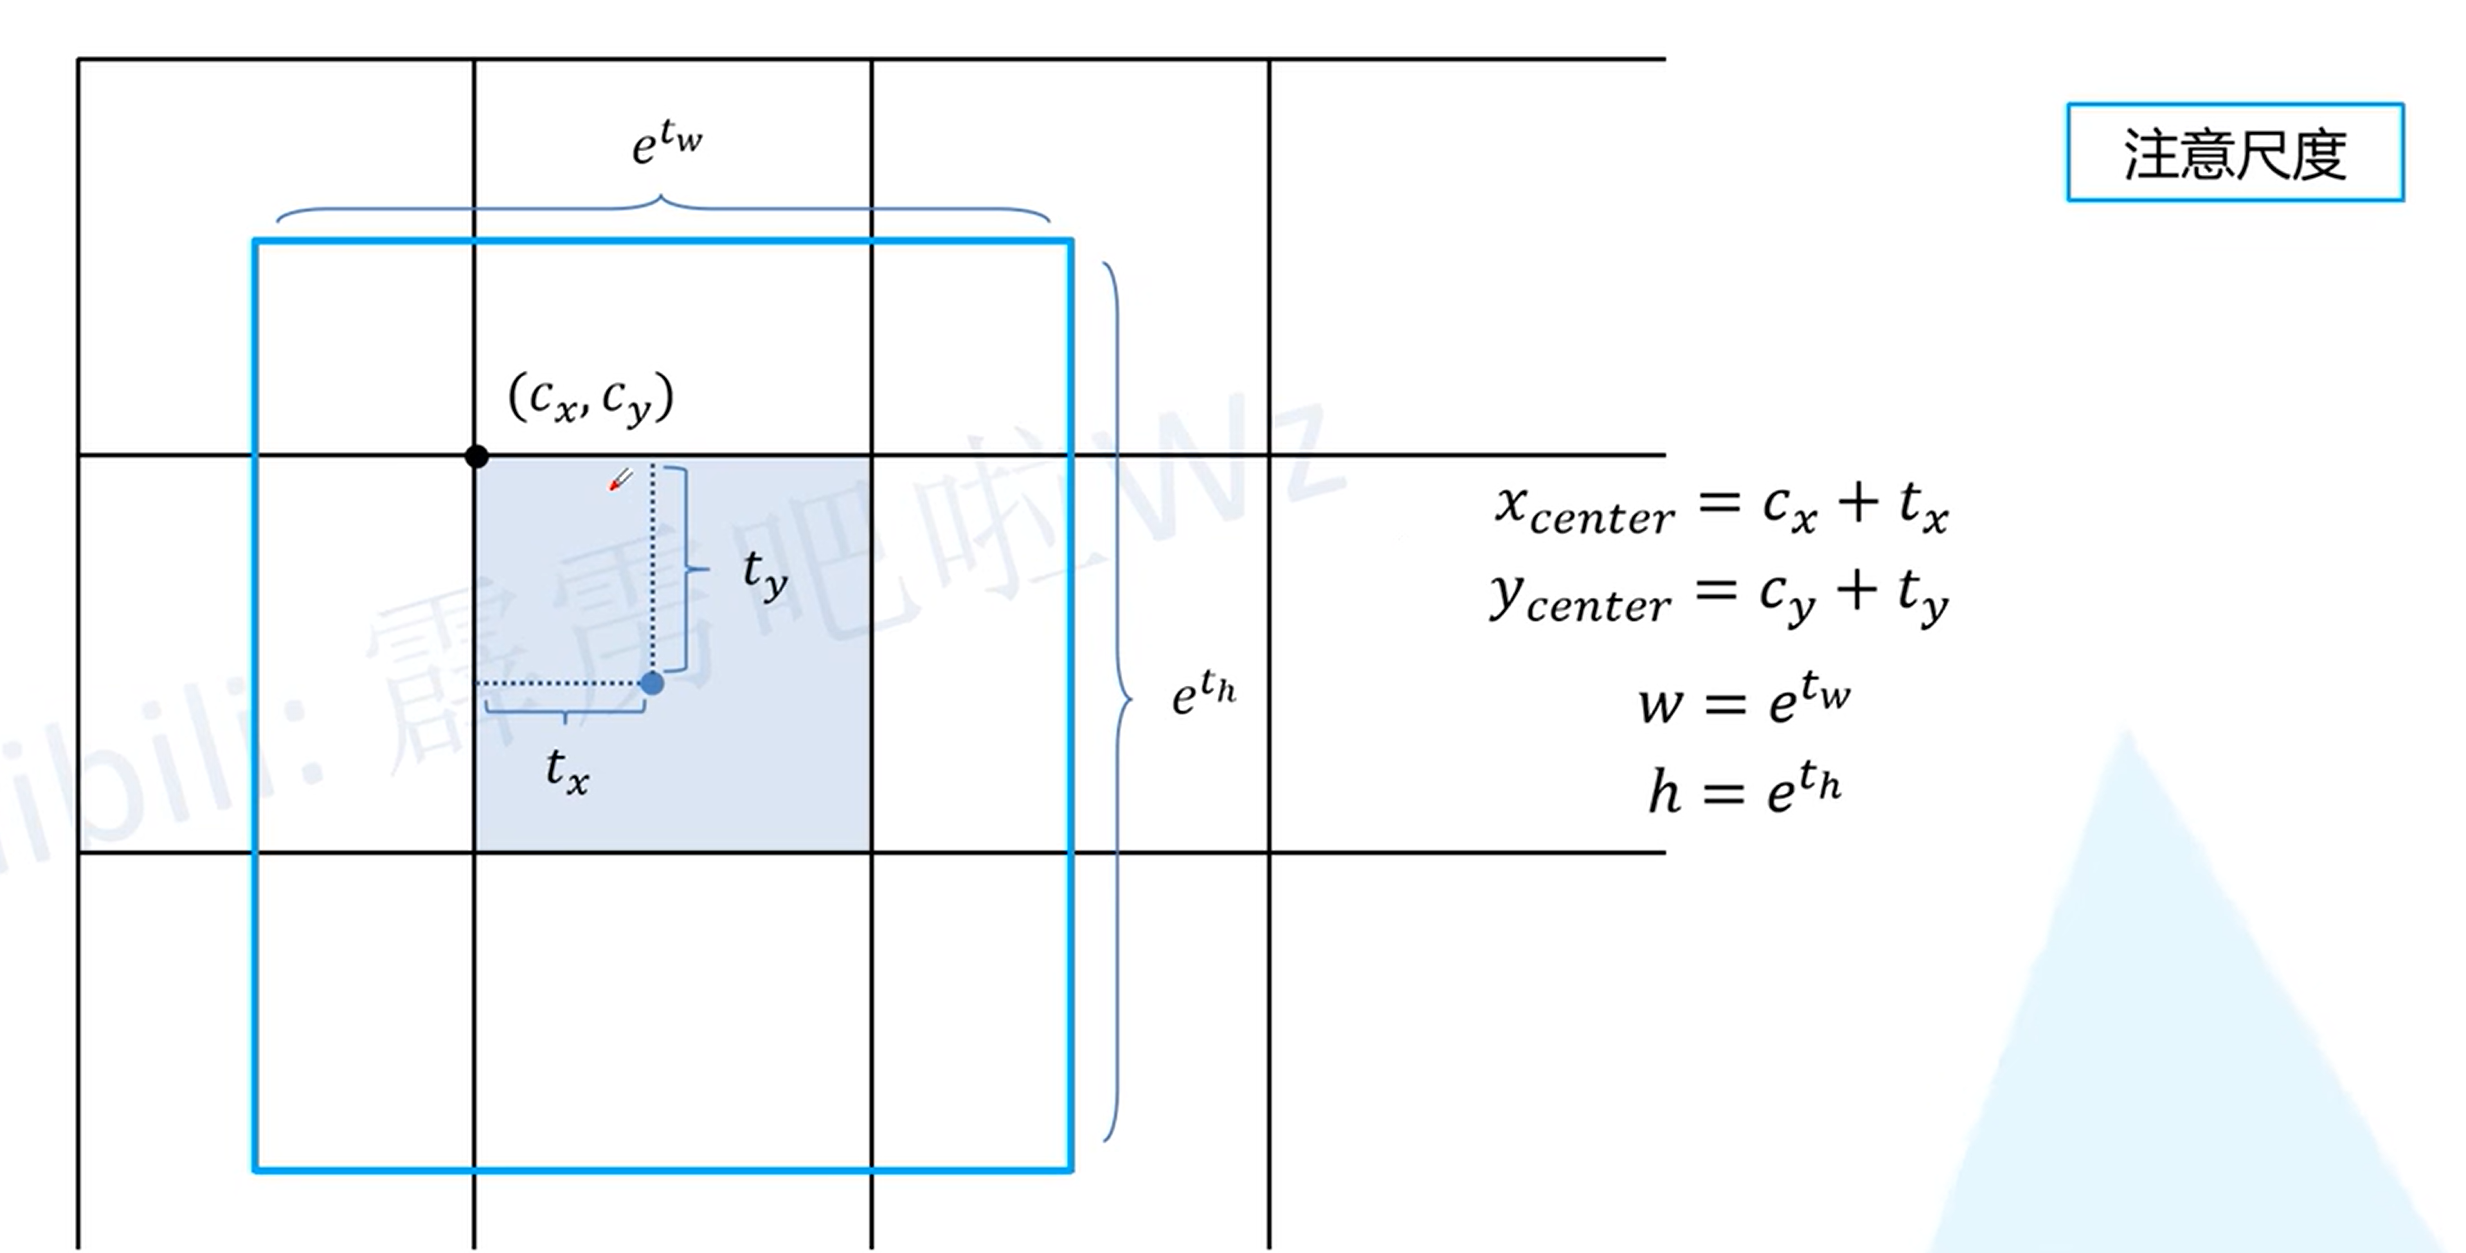 注意尺度
e^{t_w}
(c_x, c_y)
t_y
t_x
e^{t_h}
x_{center} = c_x + t_x
y_{center} = c_y + t_y
w = e^{t_w}
h = e^{t_h}
ibili: 霹雳吧啦Wz